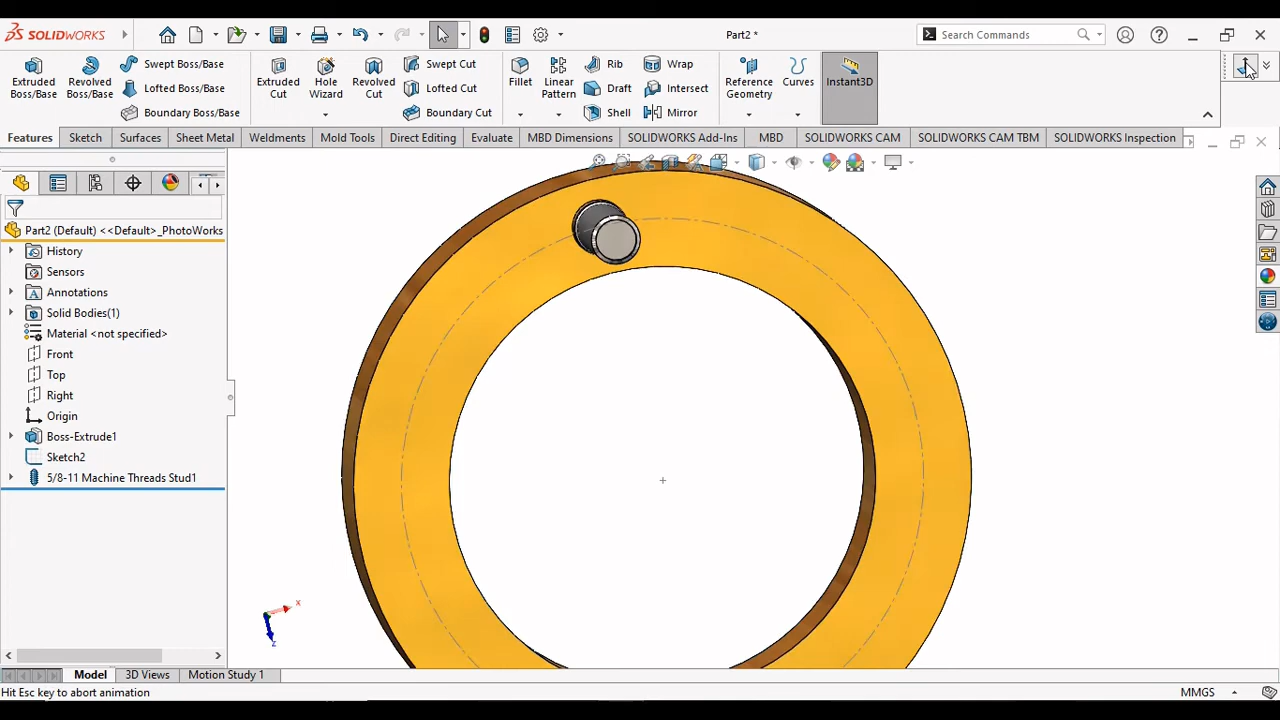 SOLIDWORKS
Part2 *
Search Commands
Extruded Boss/Base
Revolved Boss/Base
Swept Boss/Base
Lofted Boss/Base
Boundary Boss/Base
Extruded Cut
Hole Wizard
Revolved Cut
Swept Cut
Lofted Cut
Boundary Cut
Fillet
Linear Pattern
Rib
Draft
Shell
Wrap
Intersect
Mirror
Reference Geometry
Curves
Instant3D
Features
Sketch
Surfaces
Sheet Metal
Weldments
Mold Tools
Direct Editing
Evaluate
MBD Dimensions
SOLIDWORKS Add-Ins
MBD
SOLIDWORKS CAM
SOLIDWORKS CAM TBM
SOLIDWORKS Inspection
Part2 (Default) <<Default>_PhotoWorks
History
Sensors
Annotations
Solid Bodies(1)
Material <not specified>
Front
Top
Right
Origin
Boss-Extrude1
Sketch2
5/8-11 Machine Threads Stud1
x
z
Model
3D Views
Motion Study 1
Hit Esc key to abort animation
MMGS